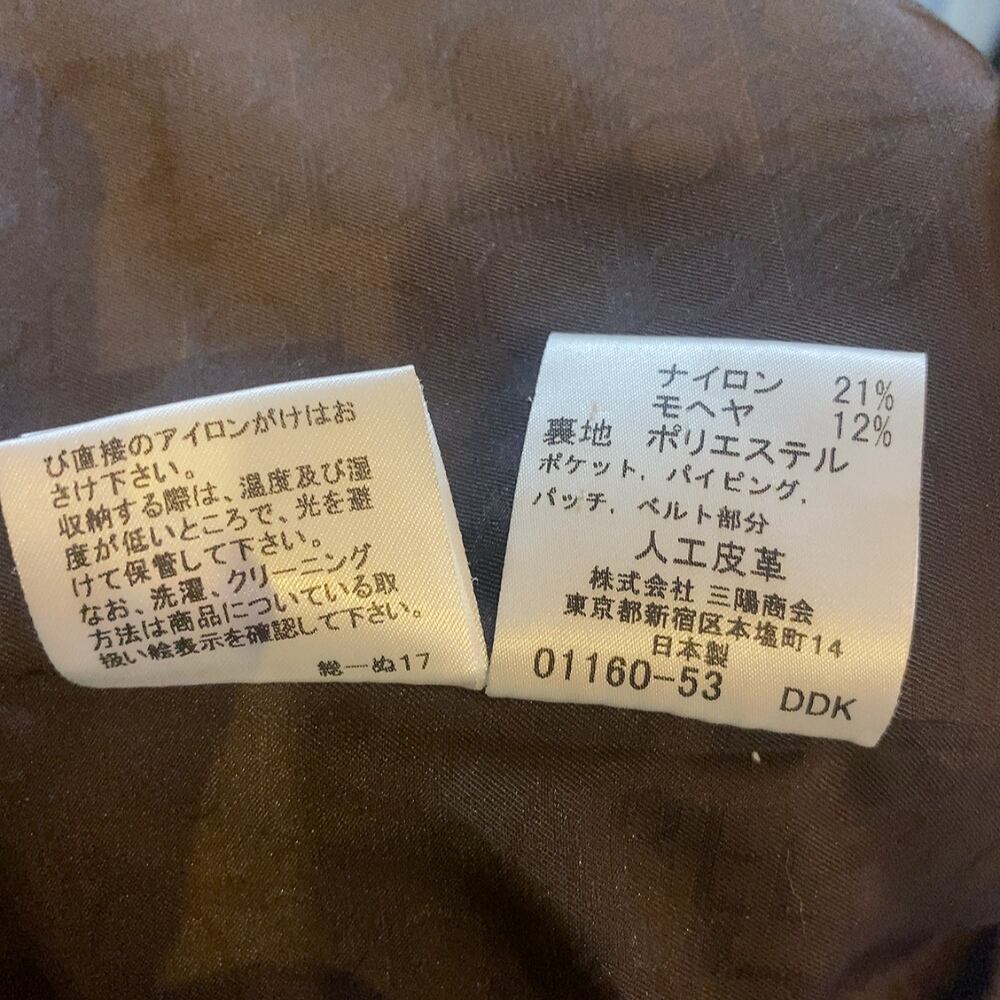 び直接のアイロンがけはお
さけ下さい。
収納する際は、温度及び湿
度が低いところで、光を避
けて保管して下さい。
なお、洗濯、クリーニング
方法は商品についている取
扱い絵表示を確認して下さい。
総一ぬ17
ナイロン 21%
モヘヤ 12%
裏地 ポリエステル
ポケット, パイピング,
パッチ, ベルト部分
人工皮革
株式会社 三陽商会
東京都新宿区本塩町14
日本製
01160-53 DDK